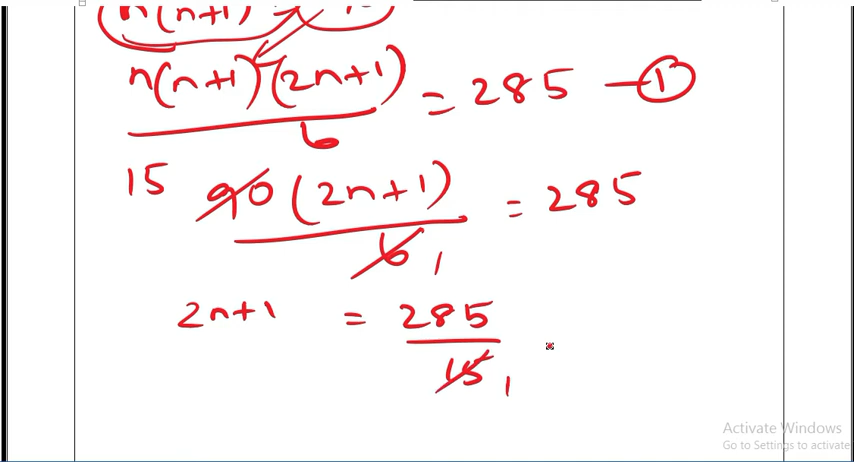 n(n+1) =
n(n+1)(2n+1)
/ 6 = 285 — ①
15 90(2n+1)
/ 6 1 = 285
2n+1 = 285
/ 15 1
Activate Windows
Go to Settings to activate